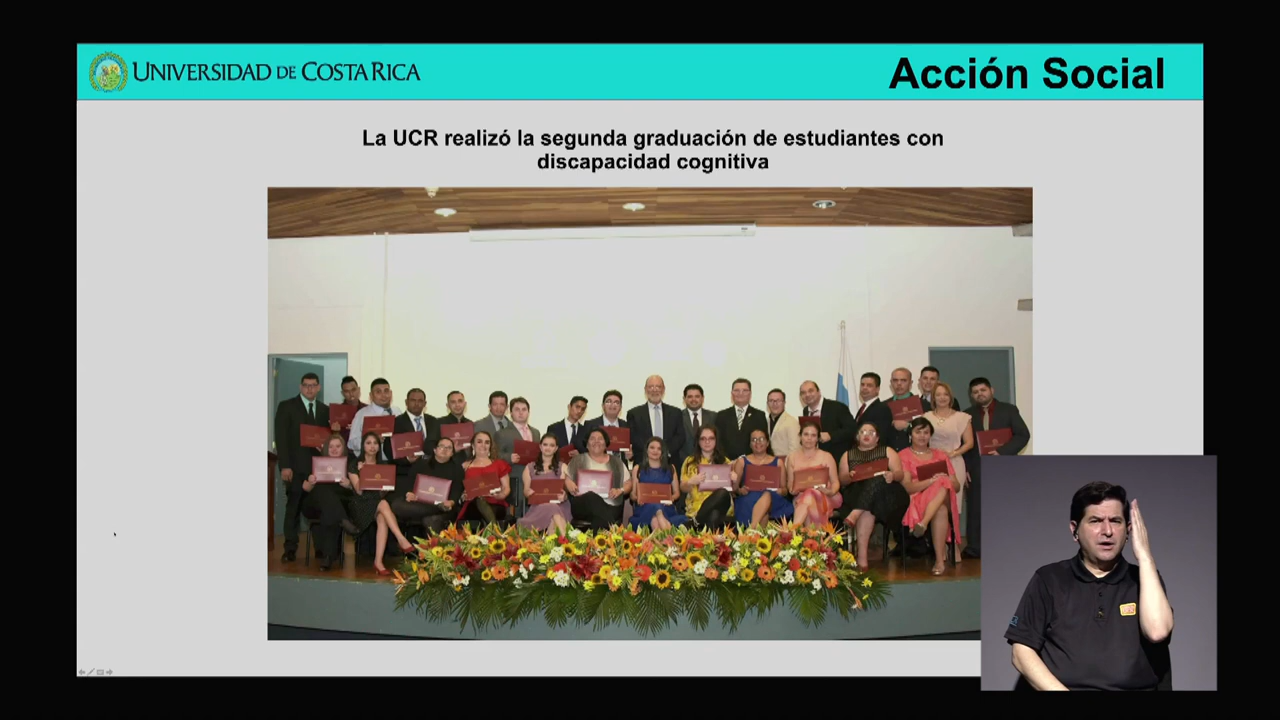 UNIVERSIDAD DE COSTA RICA
Acción Social
La UCR realizó la segunda graduación de estudiantes con
discapacidad cognitiva